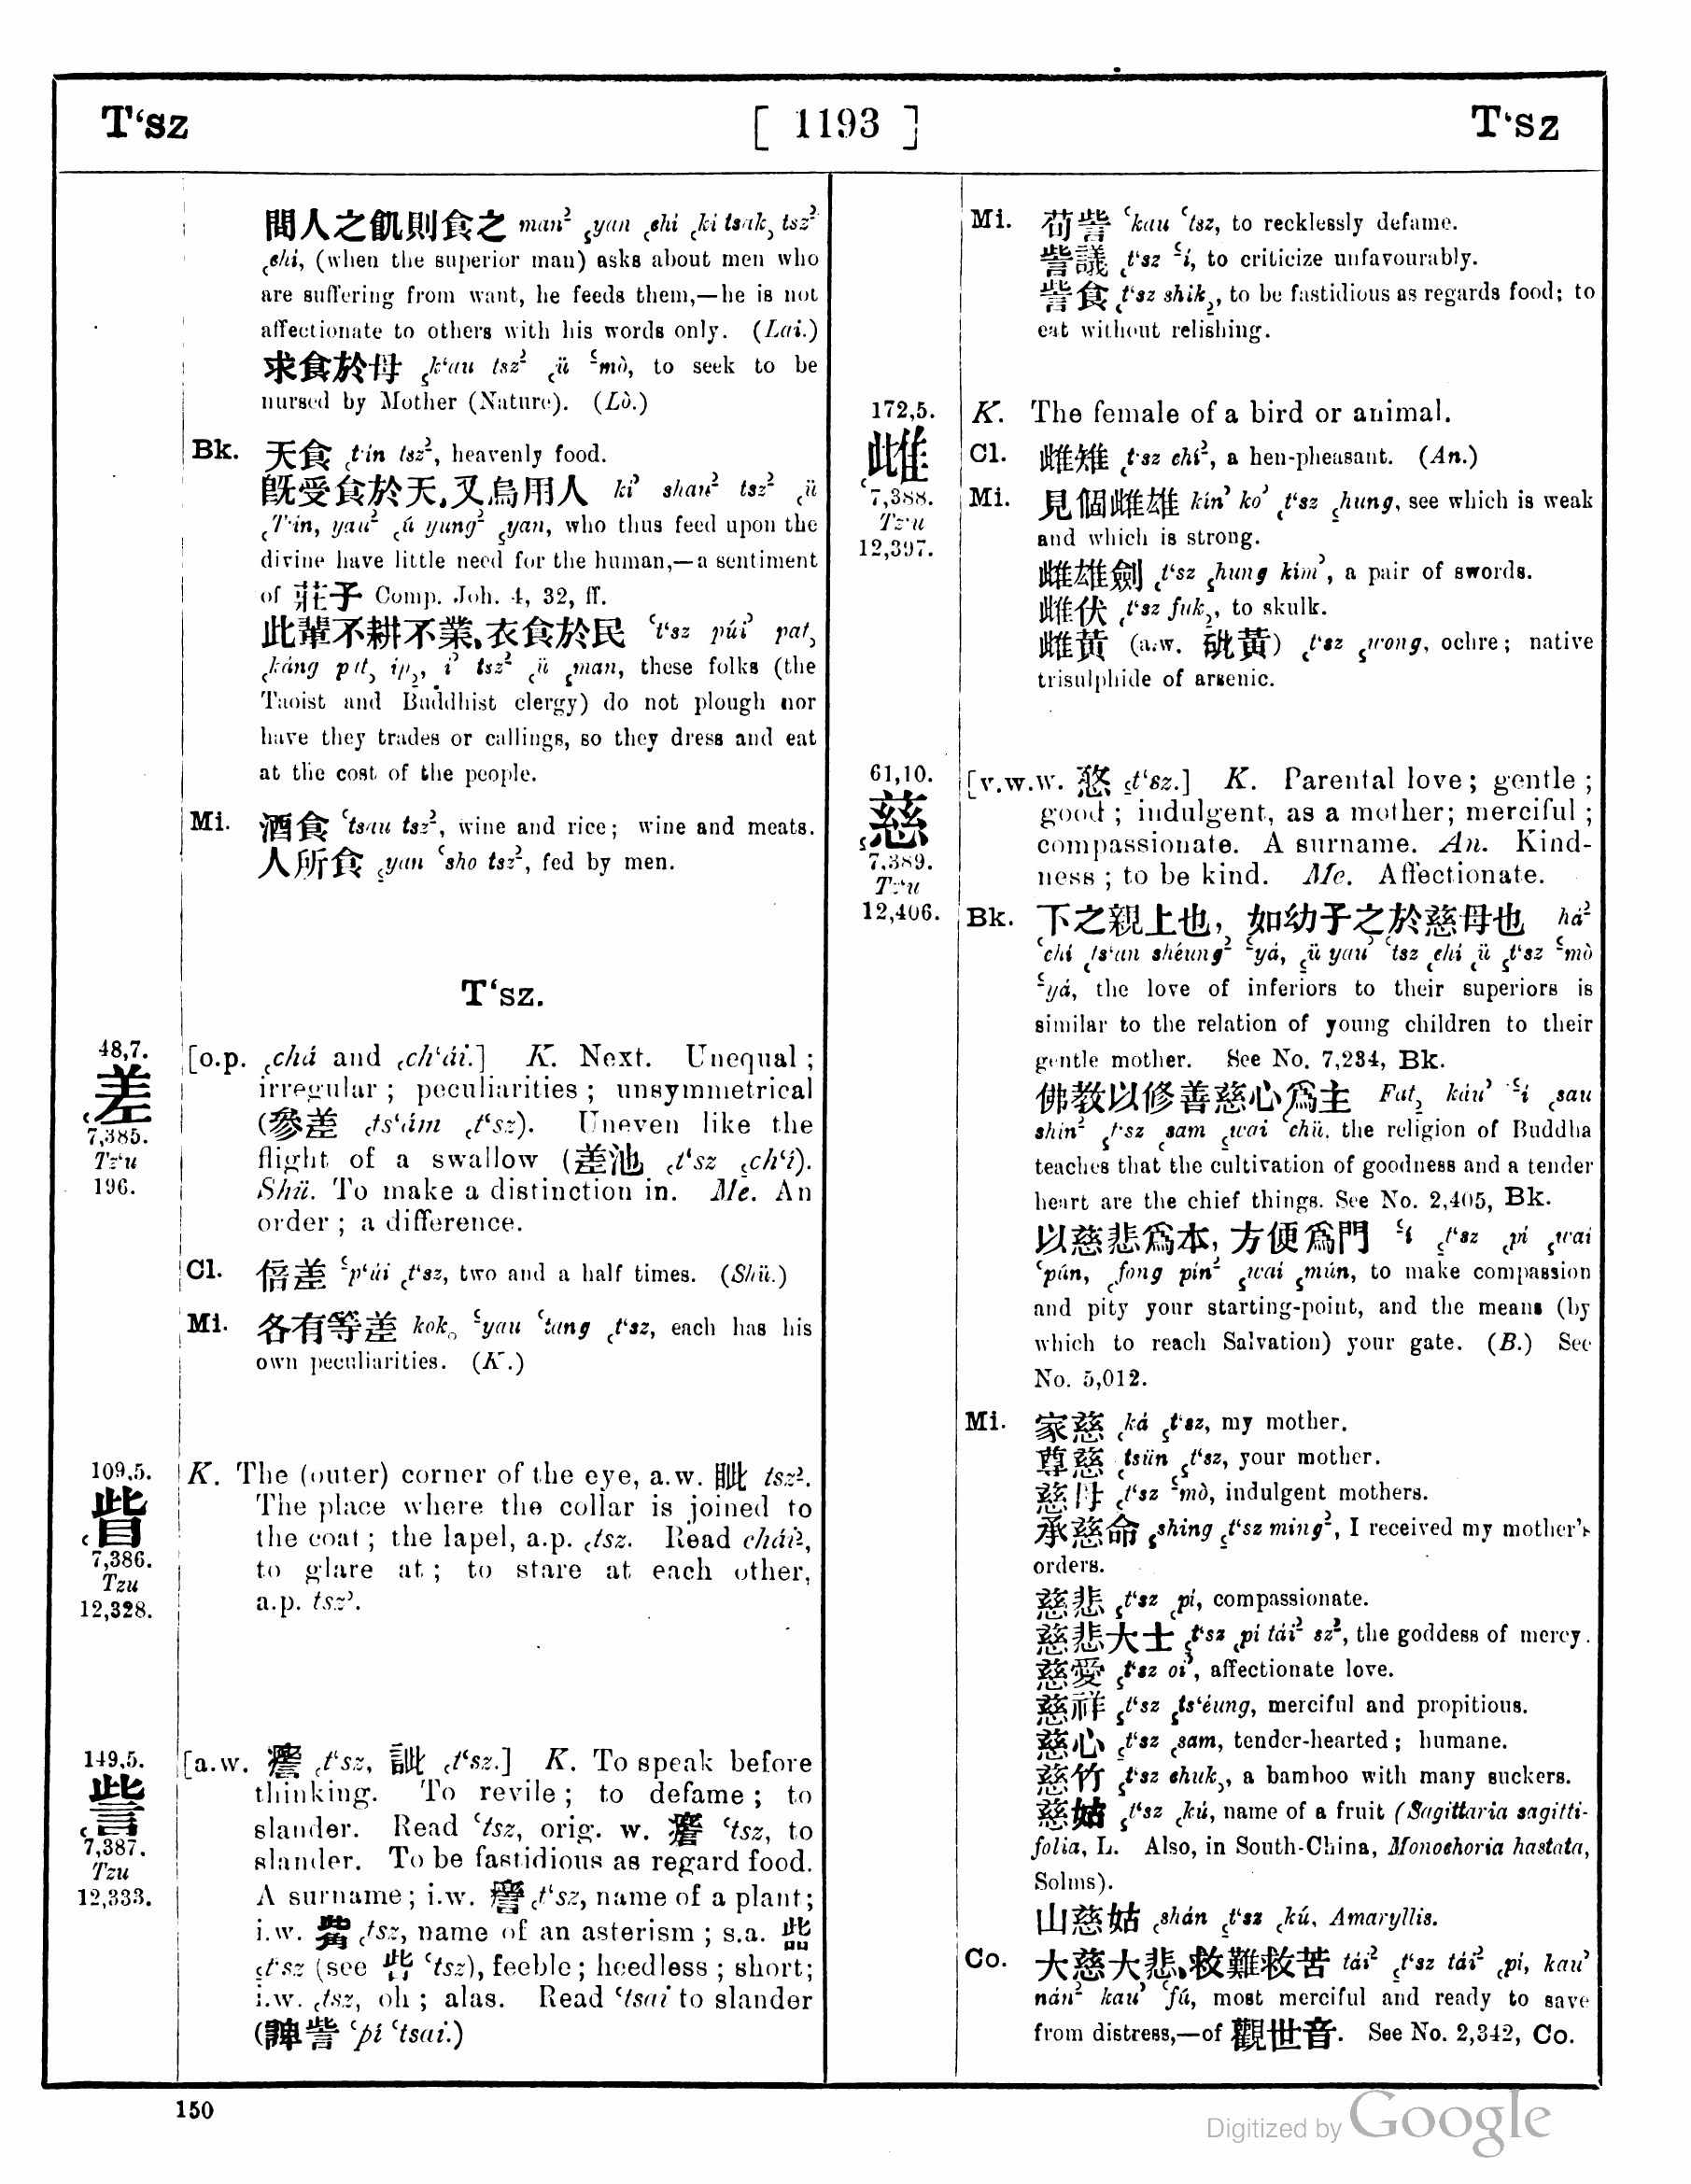 T‘sz [ 1193 ] T‘sz
問人之飢則食之 man² ꜁yan ꜀chi ꜀ki tsak꜆ tsz²
꜀chi, (when the superior man) asks about men who
are suffering from want, he feeds them,—he is not
affectionate to others with his words only. (Lai.)
求食於母 ꜁k‘au tsz² ꜀ü ꜃mò, to seek to be
nursed by Mother (Nature). (Lò.)
Bk. 天食 ꜀t‘in tsz², heavenly food.
旣受食於天,又烏用人 ki꜄ shau² tsz² ꜀ü
꜀T‘in, yau² ꜀ú yung² ꜁yan, who thus feed upon the
divine have little need for the human,—a sentiment
of 莊子 Comp. Joh. 4, 32, ff.
此輩不耕不業,衣食於民 ꜂t‘sz púi꜄ pat꜆
꜀káng pat꜆ ip꜇, i꜄ tsz² ꜀ü ꜁man, these folks (the
Taoist and Buddhist clergy) do not plough nor
have they trades or callings, so they dress and eat
at the cost of the people.
Mi. 酒食 ꜂tsau tsz², wine and rice; wine and meats.
人所食 ꜁yan ꜂sho tsz², fed by men.
T‘sz.
48,7.
差
7,385.
Tz‘u
196.
[o.p. ꜀chá and ꜀ch‘ái.] K. Next. Unequal;
irregular; peculiarities; unsymmetrical
(參差 ꜀ts‘ám ꜀t‘sz). Uneven like the
flight of a swallow (差池 ꜀t‘sz ꜁ch‘í).
Shü. To make a distinction in. Me. An
order; a difference.
Cl. 倍差 ꜃p‘úi ꜀t‘sz, two and a half times. (Shü.)
Mi. 各有等差 kok꜀ ꜃yau ꜂tang ꜀t‘sz, each has his
own peculiarities. (K.)
109,5.
眥
7,386.
Tzu
12,328.
K. The (outer) corner of the eye, a.w. 眦 tsz².
The place where the collar is joined to
the coat; the lapel, a.p. ꜀tsz. Read chái²,
to glare at; to stare at each other,
a.p. tsz꜄.
149,5.
訾
7,387.
Tzu
12,333.
[a.w. ꜀t‘sz, 訿 ꜀t‘sz.] K. To speak before
thinking. To revile; to defame; to
slander. Read ꜂tsz, orig. w. ꜂tsz, to
slander. To be fastidious as regard food.
A surname; i.w. ꜀t‘sz, name of a plant;
i.w. 觜 ꜀tsz, name of an asterism; s.a.
꜁t‘sz (see 呰 ꜂tsz), feeble; heedless; short;
i.w. ꜀tsz, oh; alas. Read ꜂tsai to slander
(諀訾 ꜂pí ꜂tsai.)
Mi. 苟訾 ꜂kau ꜂tsz, to recklessly defame.
訾議 ꜀t‘sz ꜃í, to criticize unfavourably.
訾食 ꜀t‘sz shik꜇, to be fastidious as regards food; to
eat without relishing.
172,5.
雌
7,388.
Tz‘u
12,397.
K. The female of a bird or animal.
Cl. 雌雉 ꜀t‘sz chí², a hen-pheasant. (An.)
Mi. 見個雌雄 kín꜄ ko꜄ ꜀t‘sz ꜁hung, see which is weak
and which is strong.
雌雄劍 ꜀t‘sz ꜁hung kím꜄, a pair of swords.
雌伏 ꜀t‘sz fuk꜇, to skulk.
雌黃 (a.w. 砒黃) ꜀t‘sz ꜁wong, ochre; native
trisulphide of arsenic.
61,10.
慈
7,389.
Tz‘u
12,406.
[v.w.w. 憖 ꜁t‘sz.] K. Parental love; gentle;
good; indulgent, as a mother; merciful;
compassionate. A surname. An. Kind-
ness; to be kind. Me. Affectionate.
Bk. 下之親上也, 如幼子之於慈母也 há²
꜀chí ꜀ts‘an shéung² ꜃yá, ꜁ü yau꜄ ꜂tsz ꜀chí ꜀ü ꜁t‘sz ꜃mò
꜃yá, the love of inferiors to their superiors is
similar to the relation of young children to their
gentle mother. See No. 7,234, Bk.
佛敎以修善慈心爲主 Fat꜇ káu꜄ ꜃í ꜀sau
shin² ꜁t‘sz ꜀sam ꜁wai ꜂chü, the religion of Buddha
teaches that the cultivation of goodness and a tender
heart are the chief things. See No. 2,405, Bk.
以慈悲爲本, 方便爲門 ꜃í ꜁t‘sz ꜀pí ꜁wai
꜂pún, ꜀fong pín² ꜁wai ꜁mún, to make compassion
and pity your starting-point, and the means (by
which to reach Salvation) your gate. (B.) See
No. 5,012.
Mi. 家慈 ꜀ká ꜁t‘sz, my mother.
尊慈 ꜀tsün ꜁t‘sz, your mother.
慈母 ꜁t‘sz ꜃mò, indulgent mothers.
承慈命 ꜁shing ꜁t‘sz ming², I received my mother's
orders.
慈悲 ꜁t‘sz ꜀pí, compassionate.
慈悲大士 ꜁t‘sz ꜀pí tái² sz², the goddess of mercy.
慈愛 ꜁t‘sz oi꜄, affectionate love.
慈祥 ꜁t‘sz ꜁ts‘éung, merciful and propitious.
慈心 ꜁t‘sz ꜀sam, tender-hearted; humane.
慈竹 ꜁t‘sz chuk꜆, a bamboo with many suckers.
慈姑 ꜁t‘sz ꜀kú, name of a fruit (Sagittaria sagitti-
folia, L. Also, in South-China, Monochoria hastata,
Solms).
山慈姑 ꜀shán ꜁t‘sz ꜀kú, Amaryllis.
Co. 大慈大悲,救難救苦 tái² ꜁t‘sz tái² ꜀pí, kau꜄
nán² kau꜄ ꜂fú, most merciful and ready to save
from distress,—of 觀世音. See No. 2,342, Co.
150
Digitized by Google